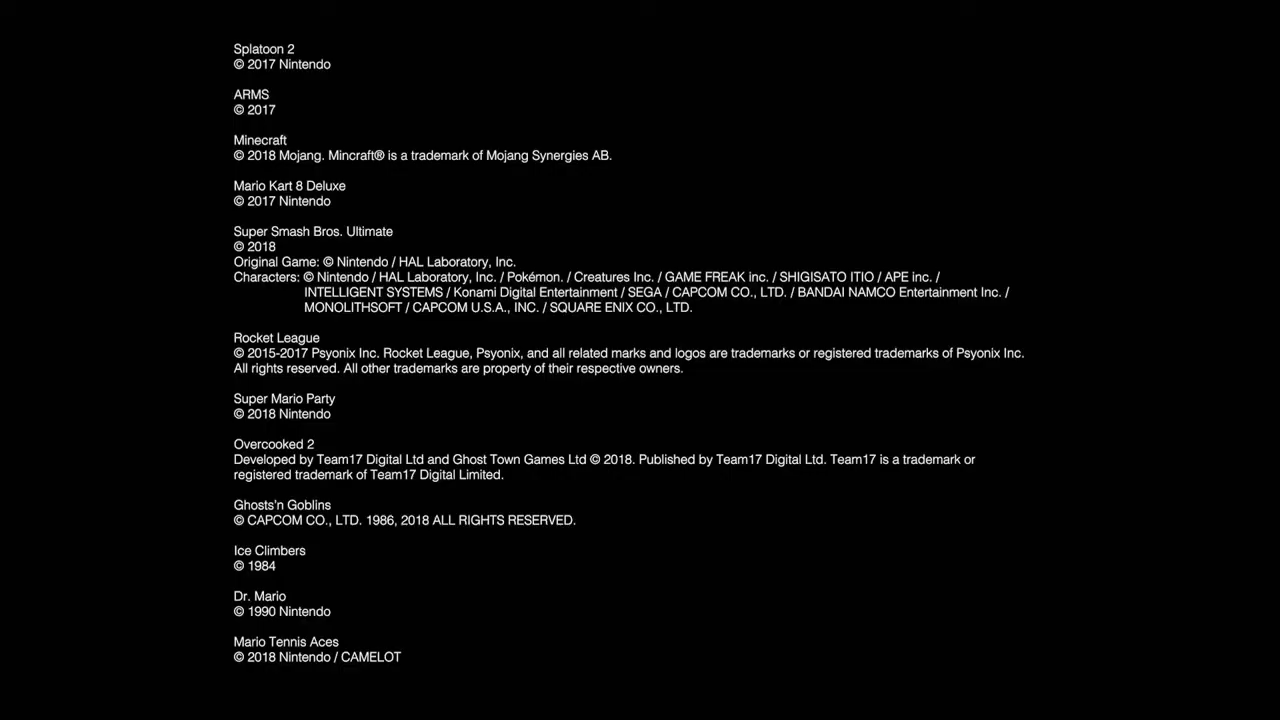 Splatoon 2
© 2017 Nintendo
ARMS
© 2017
Minecraft
© 2018 Mojang. Mincraft® is a trademark of Mojang Synergies AB.
Mario Kart 8 Deluxe
© 2017 Nintendo
Super Smash Bros. Ultimate
© 2018
Original Game: © Nintendo / HAL Laboratory, Inc.
Characters: © Nintendo / HAL Laboratory, Inc. / Pokémon. / Creatures Inc. / GAME FREAK inc. / SHIGISATO ITIO / APE inc. /
INTELLIGENT SYSTEMS / Konami Digital Entertainment / SEGA / CAPCOM CO., LTD. / BANDAI NAMCO Entertainment Inc. /
MONOLITHSOFT / CAPCOM U.S.A., INC. / SQUARE ENIX CO., LTD.
Rocket League
© 2015-2017 Psyonix Inc. Rocket League, Psyonix, and all related marks and logos are trademarks or registered trademarks of Psyonix Inc.
All rights reserved. All other trademarks are property of their respective owners.
Super Mario Party
© 2018 Nintendo
Overcooked 2
Developed by Team17 Digital Ltd and Ghost Town Games Ltd © 2018. Published by Team17 Digital Ltd. Team17 is a trademark or
registered trademark of Team17 Digital Limited.
Ghosts'n Goblins
© CAPCOM CO., LTD. 1986, 2018 ALL RIGHTS RESERVED.
Ice Climbers
© 1984
Dr. Mario
© 1990 Nintendo
Mario Tennis Aces
© 2018 Nintendo / CAMELOT